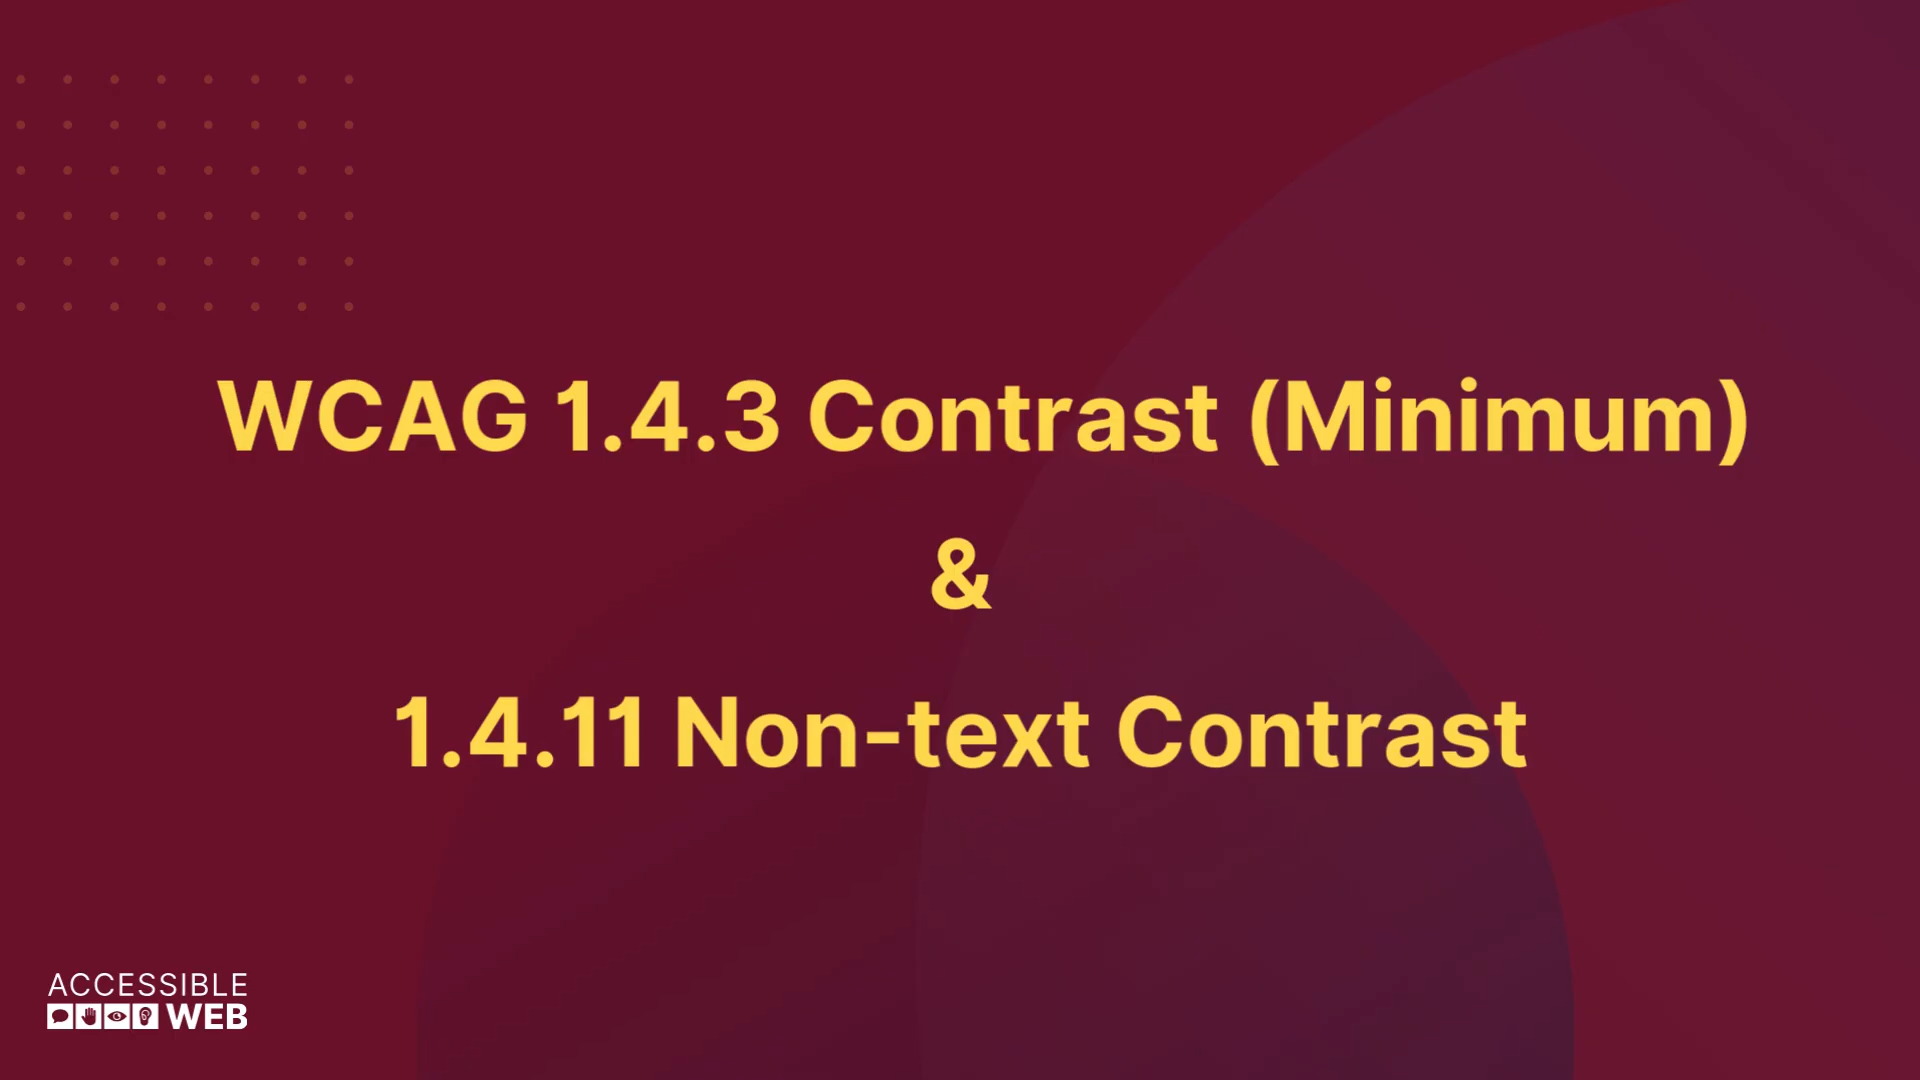 WCAG 1.4.3 Contrast (Minimum)
&
1.4.11 Non-text Contrast
ACCESSIBLE
WEB